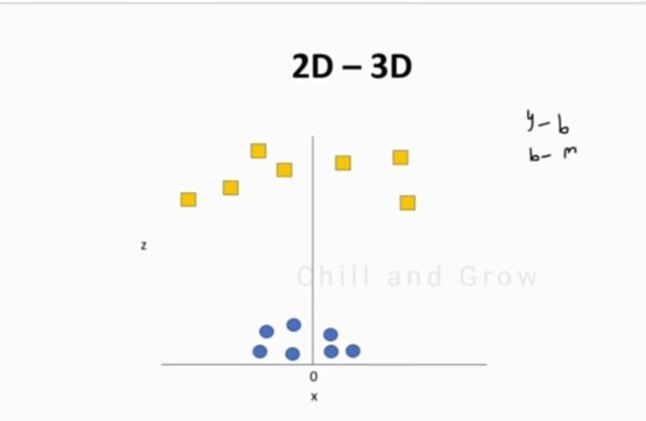 2D – 3D
y – b
b – m
z
Chill and Grow
0
x